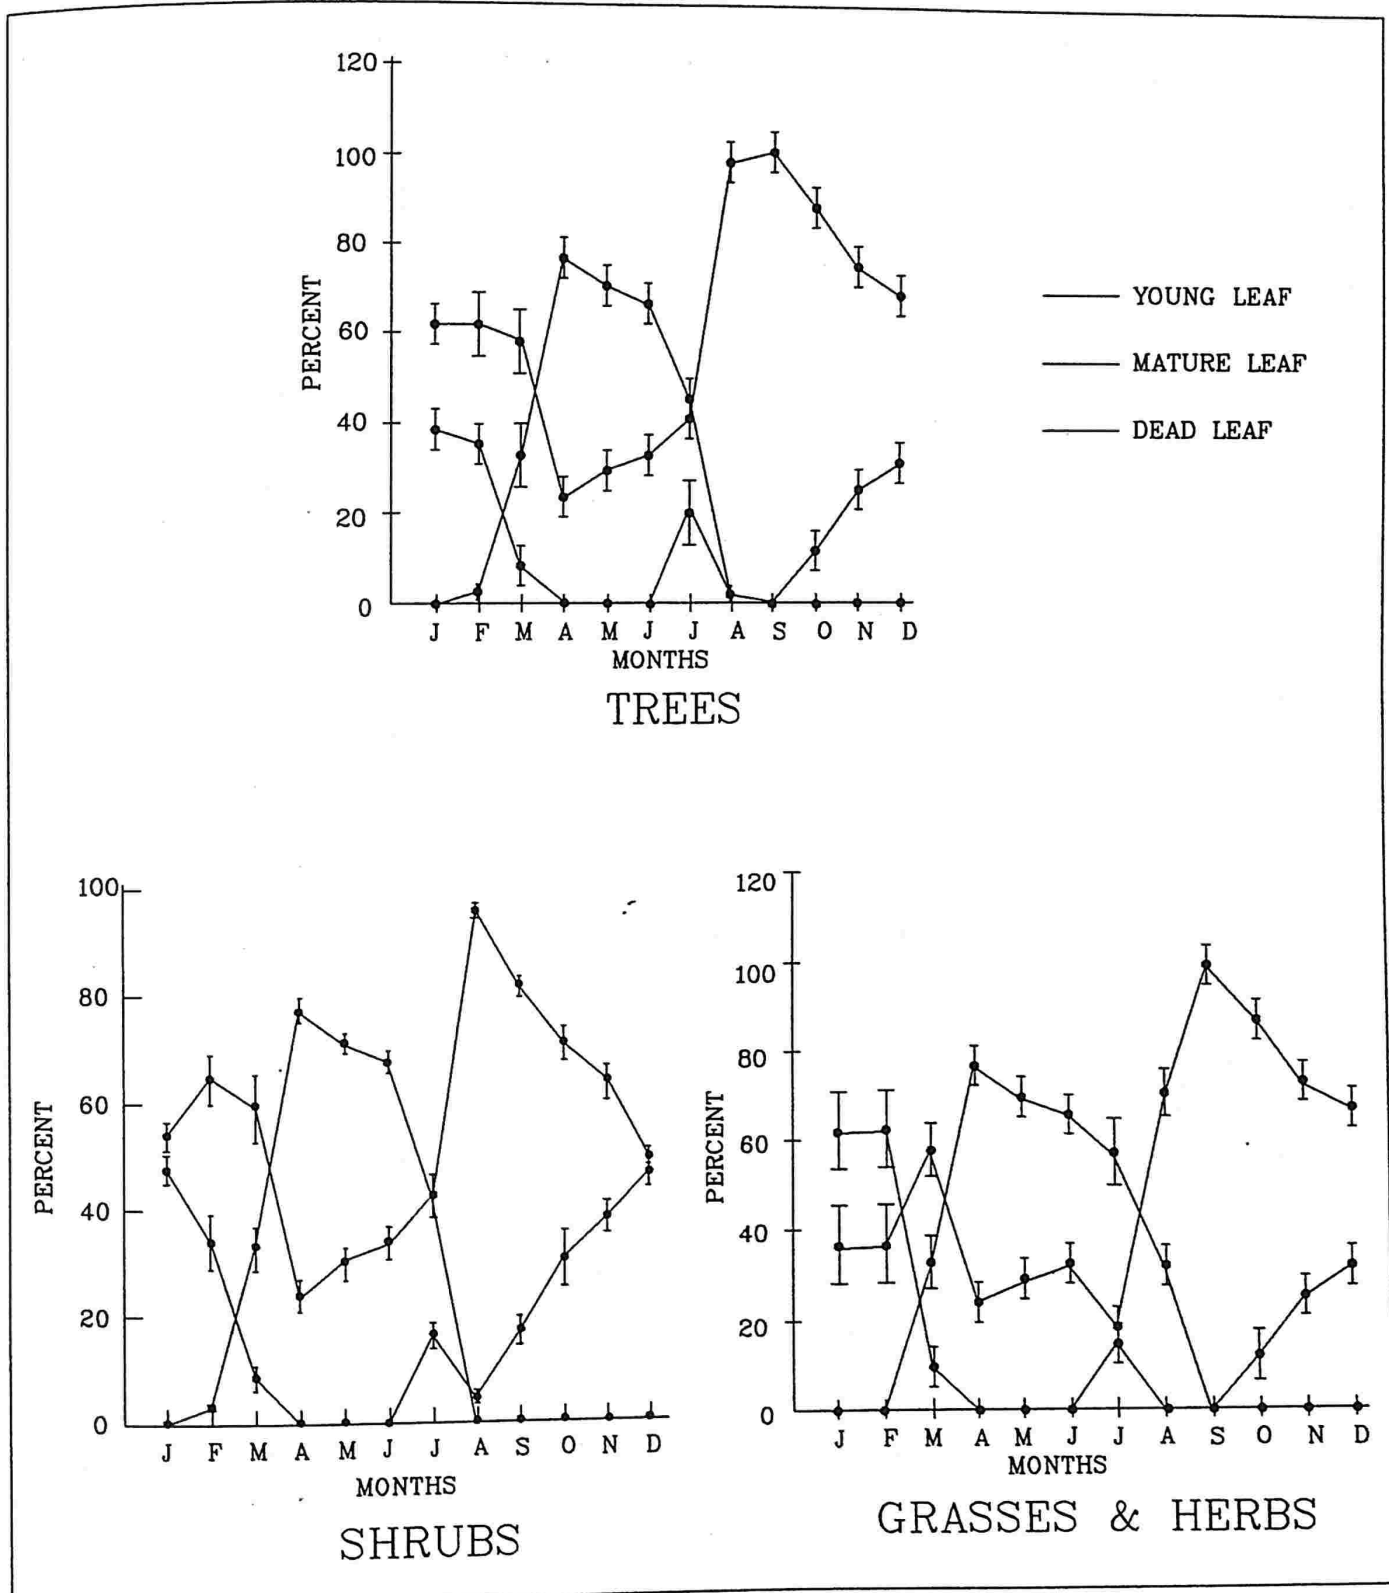 120
100
80
60
40
20
0
PERCENT
J F M A M J J A S O N D
MONTHS
TREES
YOUNG LEAF
MATURE LEAF
DEAD LEAF
100
80
60
40
20
0
PERCENT
J F M A M J J A S O N D
MONTHS
SHRUBS
120
100
80
60
40
20
0
PERCENT
J F M A M J J A S O N D
MONTHS
GRASSES & HERBS